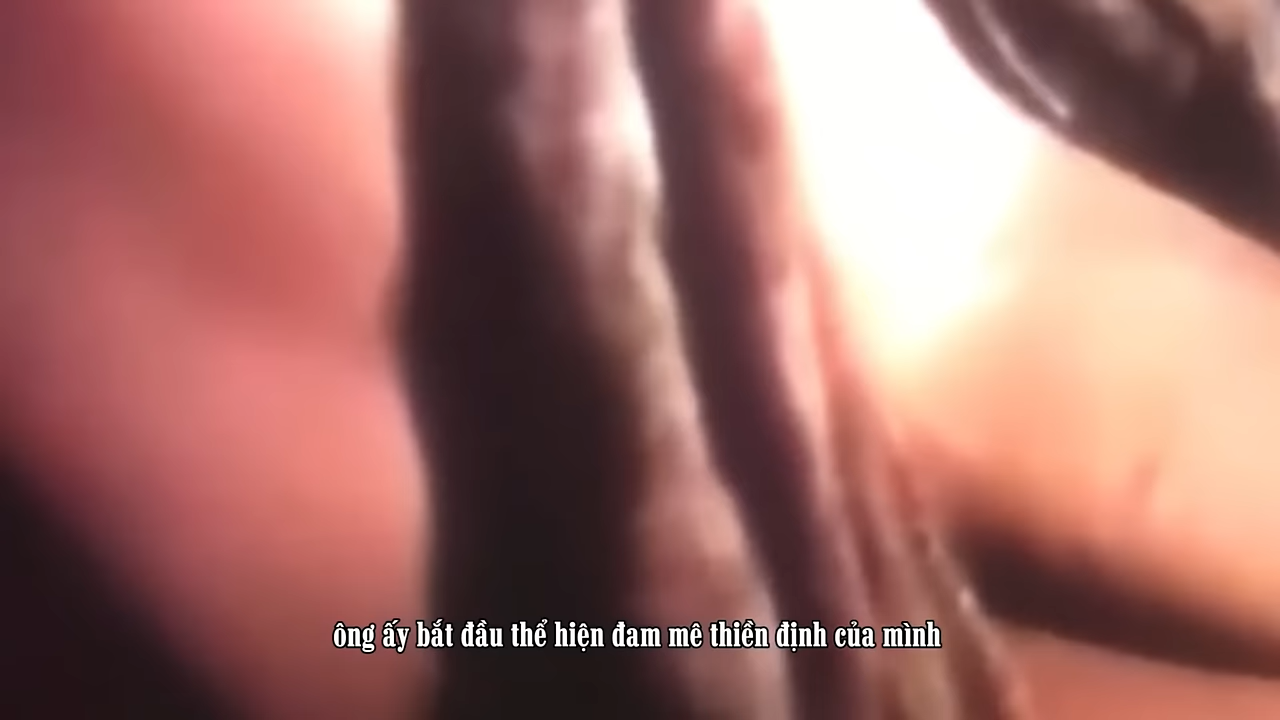 ông ấy bắt đầu thể hiện đam mê thiền định của mình